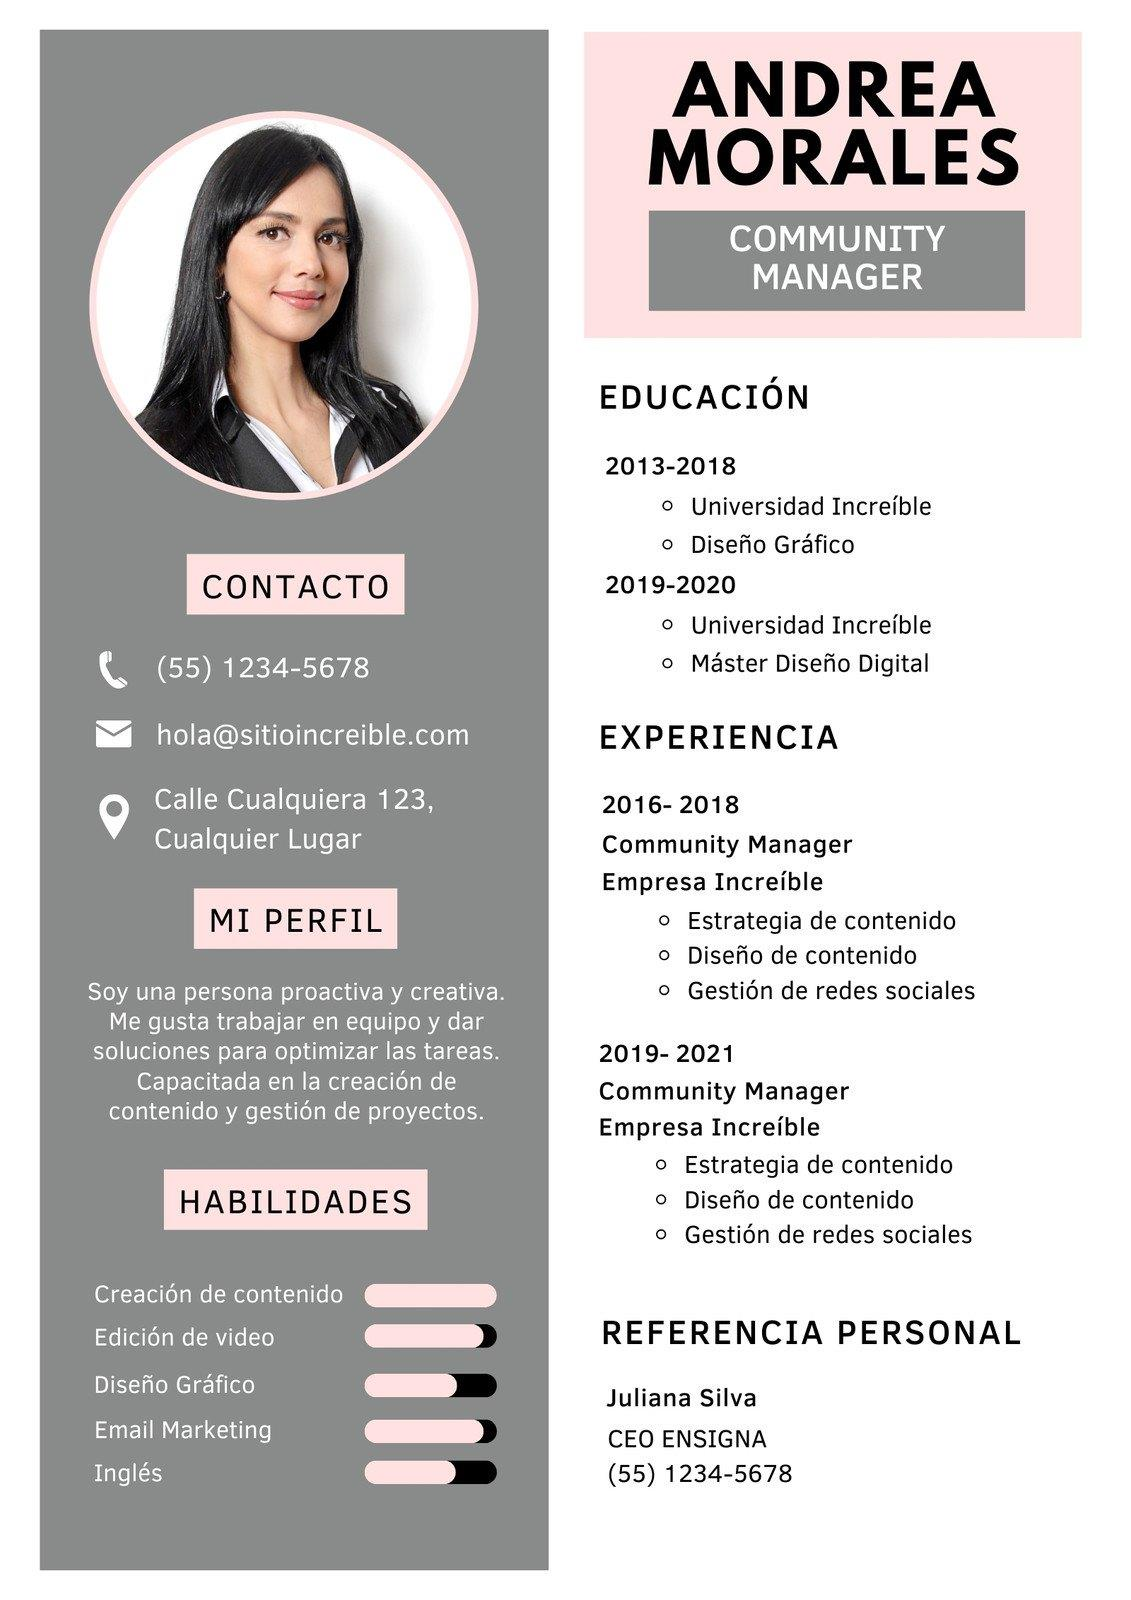 ANDREA
MORALES
COMMUNITY
MANAGER
CONTACTO
(55) 1234-5678
hola@sitioincreible.com
Calle Cualquiera 123,
Cualquier Lugar
MI PERFIL
Soy una persona proactiva y creativa.
Me gusta trabajar en equipo y dar
soluciones para optimizar las tareas.
Capacitada en la creación de
contenido y gestión de proyectos.
HABILIDADES
Creación de contenido
Edición de video
Diseño Gráfico
Email Marketing
Inglés
EDUCACIÓN
2013-2018
Universidad Increíble
Diseño Gráfico
2019-2020
Universidad Increíble
Máster Diseño Digital
EXPERIENCIA
2016- 2018
Community Manager
Empresa Increíble
Estrategia de contenido
Diseño de contenido
Gestión de redes sociales
2019- 2021
Community Manager
Empresa Increíble
Estrategia de contenido
Diseño de contenido
Gestión de redes sociales
REFERENCIA PERSONAL
Juliana Silva
CEO ENSIGNA
(55) 1234-5678